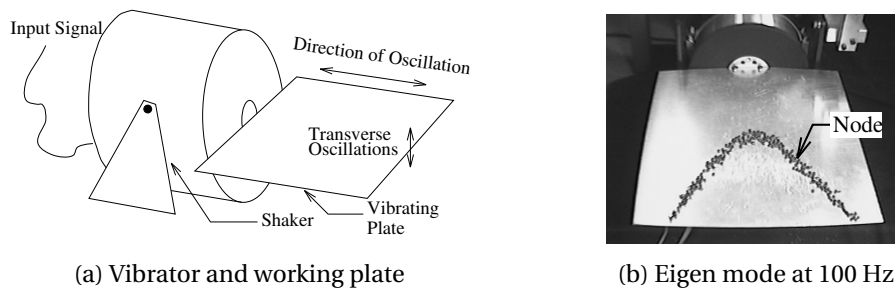 Input Signal
Direction of Oscillation
Transverse
Oscillations
Shaker
Vibrating
Plate
Node
(a) Vibrator and working plate
(b) Eigen mode at 100 Hz